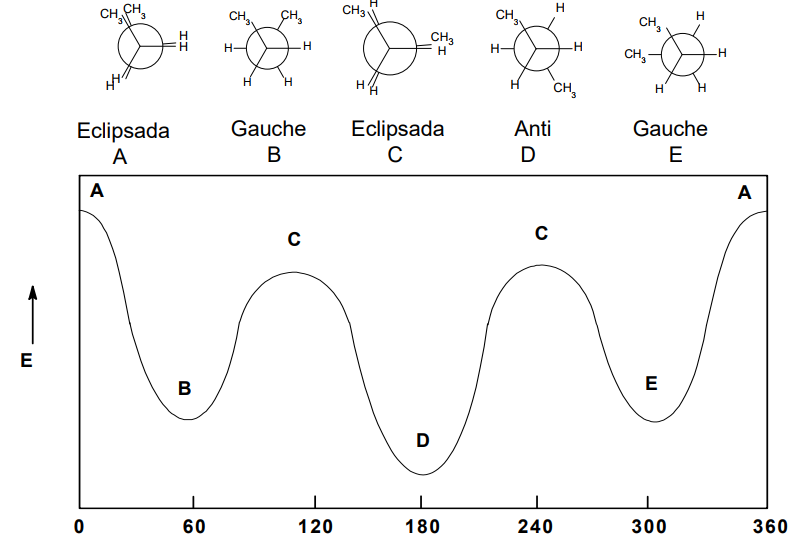 CH3 CH3 H H H H
CH3 CH3 H H H H
CH3 H CH3 H H H
CH3 H H H H CH3
CH3 H CH3 H H H
Eclipsada Gauche Eclipsada Anti Gauche
A B C D E
A A
C C
B E
D
E
0 60 120 180 240 300 360